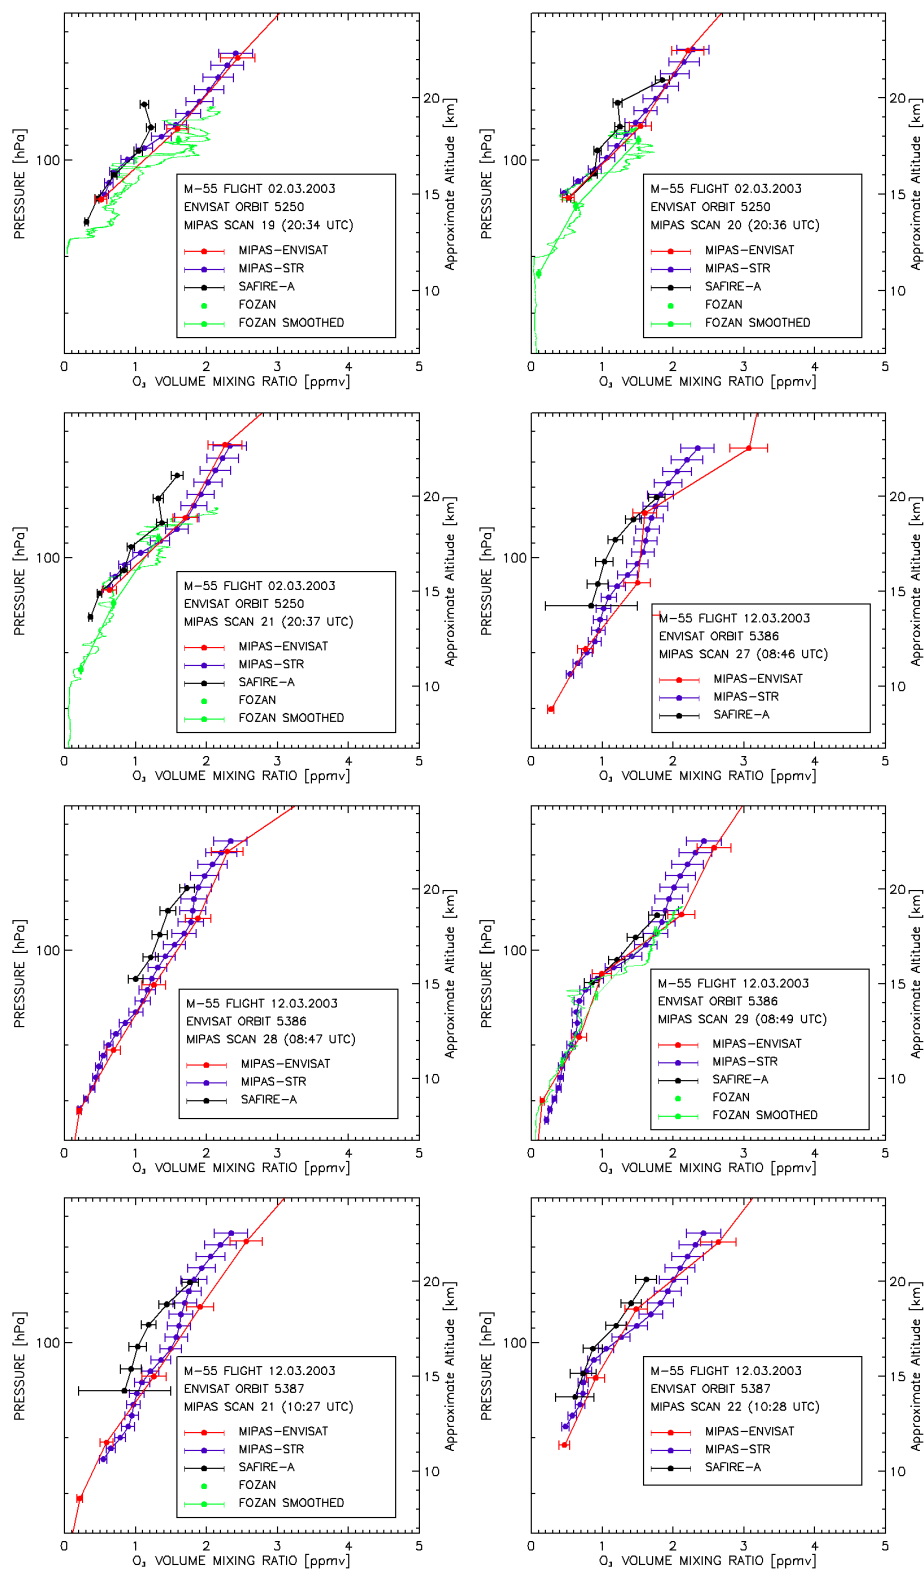 PRESSURE [hPa]
100
M-55 FLIGHT 02.03.2003
ENVISAT ORBIT 5250
MIPAS SCAN 19 (20:34 UTC)
MIPAS-ENVISAT
MIPAS-STR
SAFIRE-A
FOZAN
FOZAN SMOOTHED
20
15
10
Approximate Altitude [km]
0 1 2 3 4 5
O3 VOLUME MIXING RATIO [ppmv]
PRESSURE [hPa]
100
M-55 FLIGHT 02.03.2003
ENVISAT ORBIT 5250
MIPAS SCAN 20 (20:36 UTC)
MIPAS-ENVISAT
MIPAS-STR
SAFIRE-A
FOZAN
FOZAN SMOOTHED
20
15
10
Approximate Altitude [km]
0 1 2 3 4 5
O3 VOLUME MIXING RATIO [ppmv]
PRESSURE [hPa]
100
M-55 FLIGHT 02.03.2003
ENVISAT ORBIT 5250
MIPAS SCAN 21 (20:37 UTC)
MIPAS-ENVISAT
MIPAS-STR
SAFIRE-A
FOZAN
FOZAN SMOOTHED
20
15
10
Approximate Altitude [km]
0 1 2 3 4 5
O3 VOLUME MIXING RATIO [ppmv]
PRESSURE [hPa]
100
M-55 FLIGHT 12.03.2003
ENVISAT ORBIT 5386
MIPAS SCAN 27 (08:46 UTC)
MIPAS-ENVISAT
MIPAS-STR
SAFIRE-A
20
15
10
Approximate Altitude [km]
0 1 2 3 4 5
O3 VOLUME MIXING RATIO [ppmv]
PRESSURE [hPa]
100
M-55 FLIGHT 12.03.2003
ENVISAT ORBIT 5386
MIPAS SCAN 28 (08:47 UTC)
MIPAS-ENVISAT
MIPAS-STR
SAFIRE-A
20
15
10
Approximate Altitude [km]
0 1 2 3 4 5
O3 VOLUME MIXING RATIO [ppmv]
PRESSURE [hPa]
100
M-55 FLIGHT 12.03.2003
ENVISAT ORBIT 5386
MIPAS SCAN 29 (08:49 UTC)
MIPAS-ENVISAT
MIPAS-STR
SAFIRE-A
FOZAN
FOZAN SMOOTHED
20
15
10
Approximate Altitude [km]
0 1 2 3 4 5
O3 VOLUME MIXING RATIO [ppmv]
PRESSURE [hPa]
100
M-55 FLIGHT 12.03.2003
ENVISAT ORBIT 5387
MIPAS SCAN 21 (10:27 UTC)
MIPAS-ENVISAT
MIPAS-STR
SAFIRE-A
FOZAN
FOZAN SMOOTHED
20
15
10
Approximate Altitude [km]
0 1 2 3 4 5
O3 VOLUME MIXING RATIO [ppmv]
PRESSURE [hPa]
100
M-55 FLIGHT 12.03.2003
ENVISAT ORBIT 5387
MIPAS SCAN 22 (10:28 UTC)
MIPAS-ENVISAT
MIPAS-STR
SAFIRE-A
20
15
10
Approximate Altitude [km]
0 1 2 3 4 5
O3 VOLUME MIXING RATIO [ppmv]